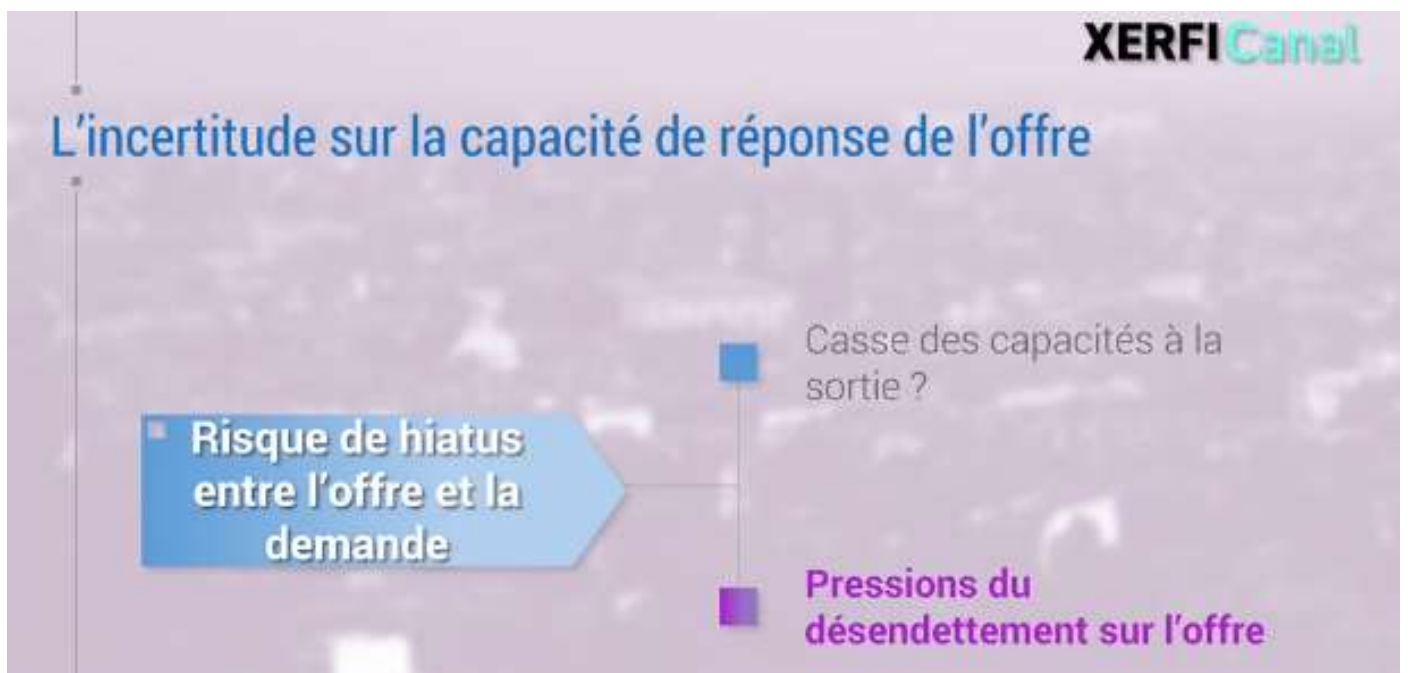 XERFI Canal
L'incertitude sur la capacité de réponse de l'offre
Casse des capacités à la
sortie ?
Risque de hiatus
entre l'offre et la
demande
Pressions du
désendettement sur l'offre